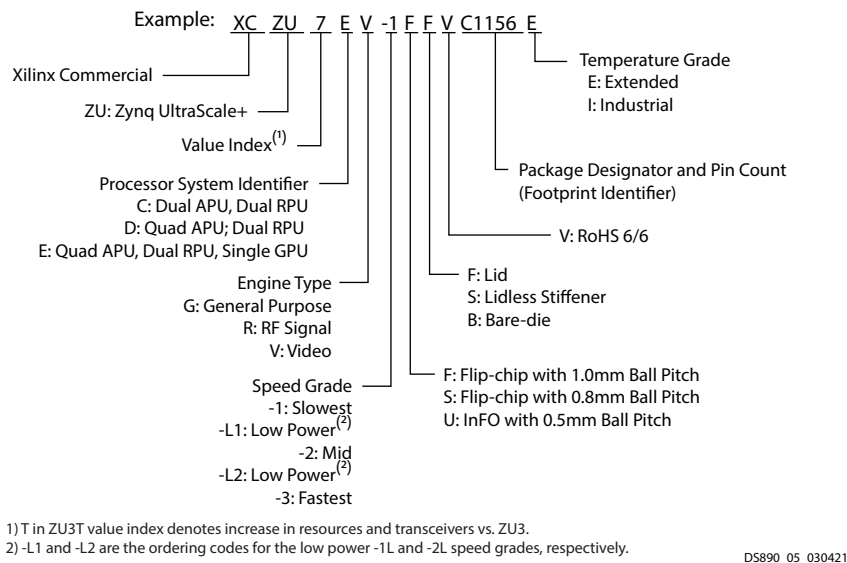 Example: XC ZU 7 E V -1 F F V C1156 E
Temperature Grade
E: Extended
I: Industrial
Xilinx Commercial
ZU: Zynq UltraScale+
Value Index(1)
Package Designator and Pin Count
(Footprint Identifier)
Processor System Identifier
C: Dual APU, Dual RPU
D: Quad APU; Dual RPU
E: Quad APU, Dual RPU, Single GPU
V: RoHS 6/6
Engine Type
G: General Purpose
R: RF Signal
V: Video
F: Lid
S: Lidless Stiffener
B: Bare-die
Speed Grade
-1: Slowest
-L1: Low Power(2)
-2: Mid
-L2: Low Power(2)
-3: Fastest
F: Flip-chip with 1.0mm Ball Pitch
S: Flip-chip with 0.8mm Ball Pitch
U: InFO with 0.5mm Ball Pitch
1) T in ZU3T value index denotes increase in resources and transceivers vs. ZU3.
2) -L1 and -L2 are the ordering codes for the low power -1L and -2L speed grades, respectively.
DS890_05_030421